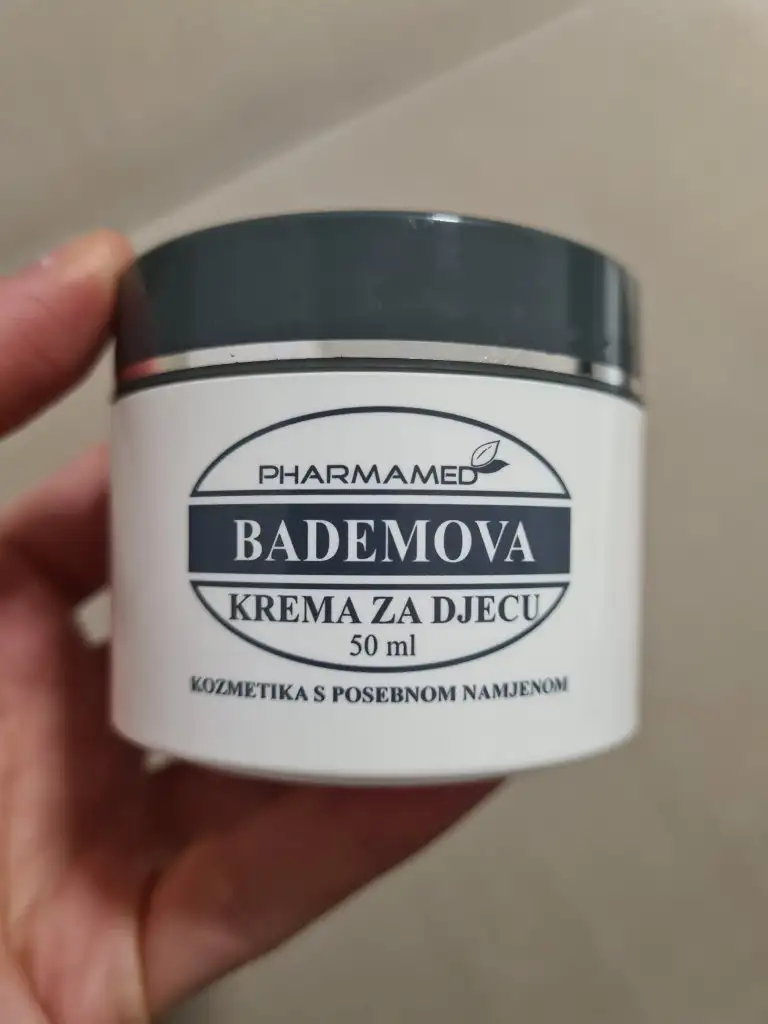 PHARMAMED
BADEMOVA
KREMA ZA DJECU
50 ml
KOZMETIKA S POSEBNOM NAMJENOM